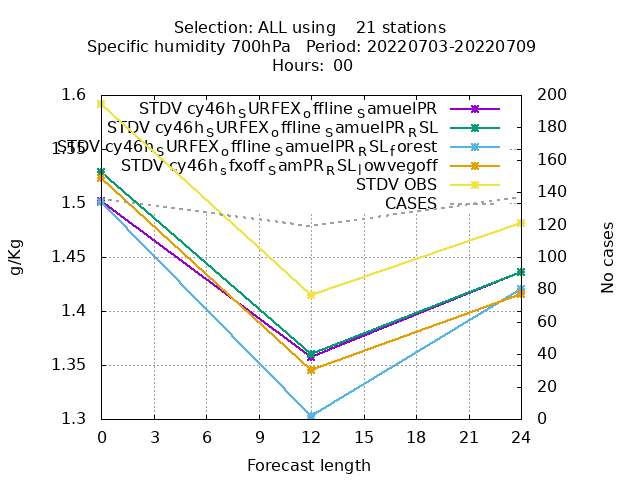 Selection: ALL using    21 stations
Specific humidity 700hPa   Period: 20220703-20220709
Hours:  00
1.6
1.55
1.5
1.45
1.4
1.35
1.3
g/Kg
STDV cy46h_SURFEX_offline_SamuelPR
STDV cy46h_SURFEX_offline_SamuelPR_RSL
STDV cy46h_SURFEX_offline_SamuelPR_RSL_forest
STDV cy46h_sfxoff_SamPR_RSL_lowvegoff
STDV OBS
CASES
200
180
160
140
120
100
80
60
40
20
0
No cases
0 3 6 9 12 15 18 21 24
Forecast length